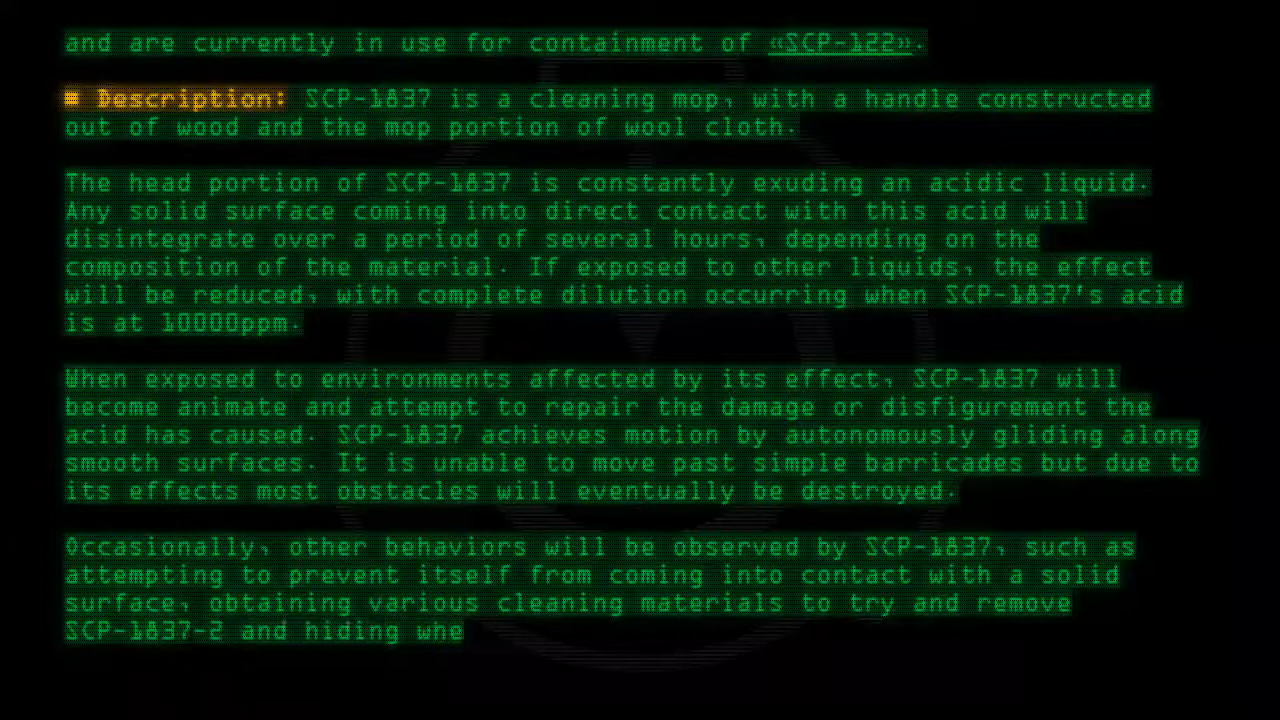 and are currently in use for containment of «SCP-122».
■ Description: SCP-1837 is a cleaning mop, with a handle constructed
out of wood and the mop portion of wool cloth.
The head portion of SCP-1837 is constantly exuding an acidic liquid.
Any solid surface coming into direct contact with this acid will
disintegrate over a period of several hours, depending on the
composition of the material. If exposed to other liquids, the effect
will be reduced, with complete dilution occurring when SCP-1837's acid
is at 10000ppm.
When exposed to environments affected by its effect, SCP-1837 will
become animate and attempt to repair the damage or disfigurement the
acid has caused. SCP-1837 achieves motion by autonomously gliding along
smooth surfaces. It is unable to move past simple barricades but due to
its effects most obstacles will eventually be destroyed.
Occasionally, other behaviors will be observed by SCP-1837, such as
attempting to prevent itself from coming into contact with a solid
surface, obtaining various cleaning materials to try and remove
SCP-1837-2 and hiding whe